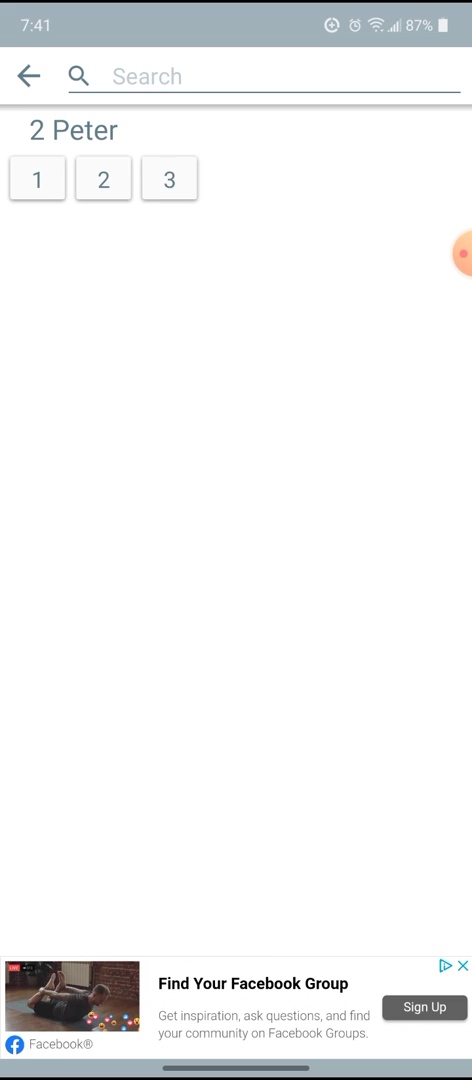 7:41
87%
Search
2 Peter
1 2 3
LIVE
Find Your Facebook Group
Get inspiration, ask questions, and find
your community on Facebook Groups.
Sign Up
Facebook®